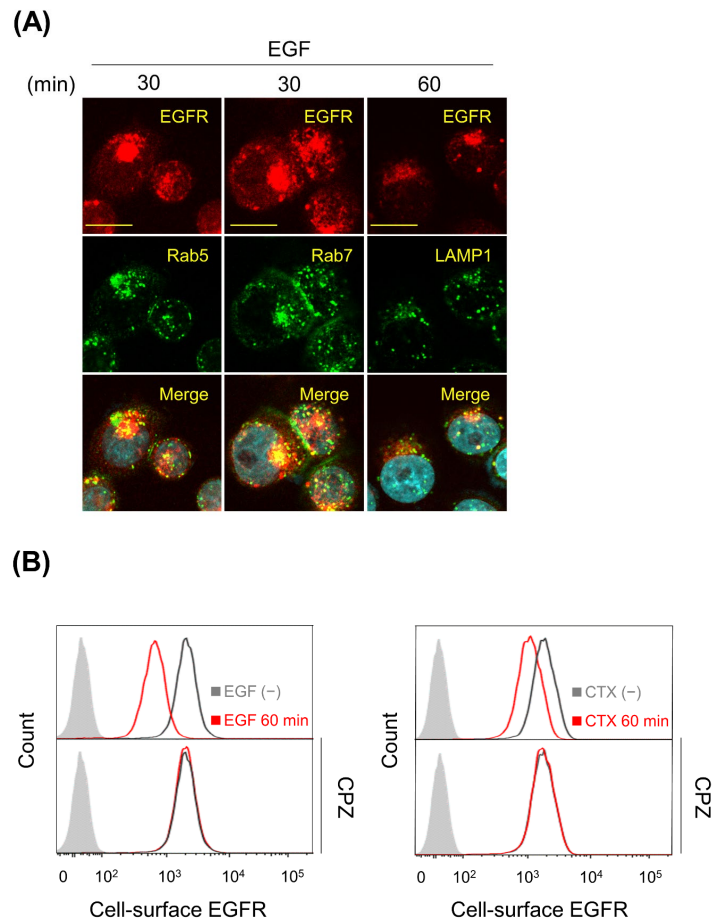 (A)
EGF
(min) 30 30 60
EGFR EGFR EGFR
Rab5 Rab7 LAMP1
Merge Merge Merge
(B)
Count
EGF (−)
EGF 60 min
CPZ
0 10² 10³ 10⁴ 10⁵
Cell-surface EGFR
Count
CTX (−)
CTX 60 min
CPZ
0 10² 10³ 10⁴ 10⁵
Cell-surface EGFR